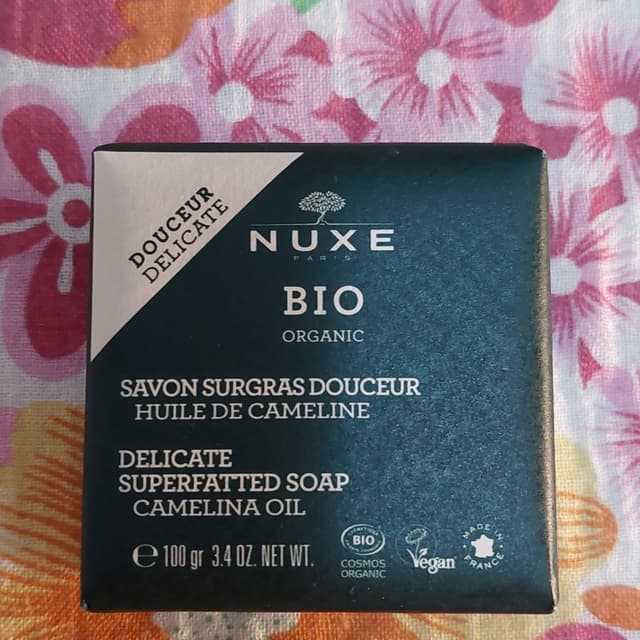 DOUCEUR
DELICATE
NUXE
PARIS
BIO
ORGANIC
SAVON SURGRAS DOUCEUR
HUILE DE CAMELINE
DELICATE
SUPERFATTED SOAP
CAMELINA OIL
℮ 100 gr 3.4 OZ. NET WT.
BIO
COSMOS
ORGANIC
Vegan
MADE IN
FRANCE